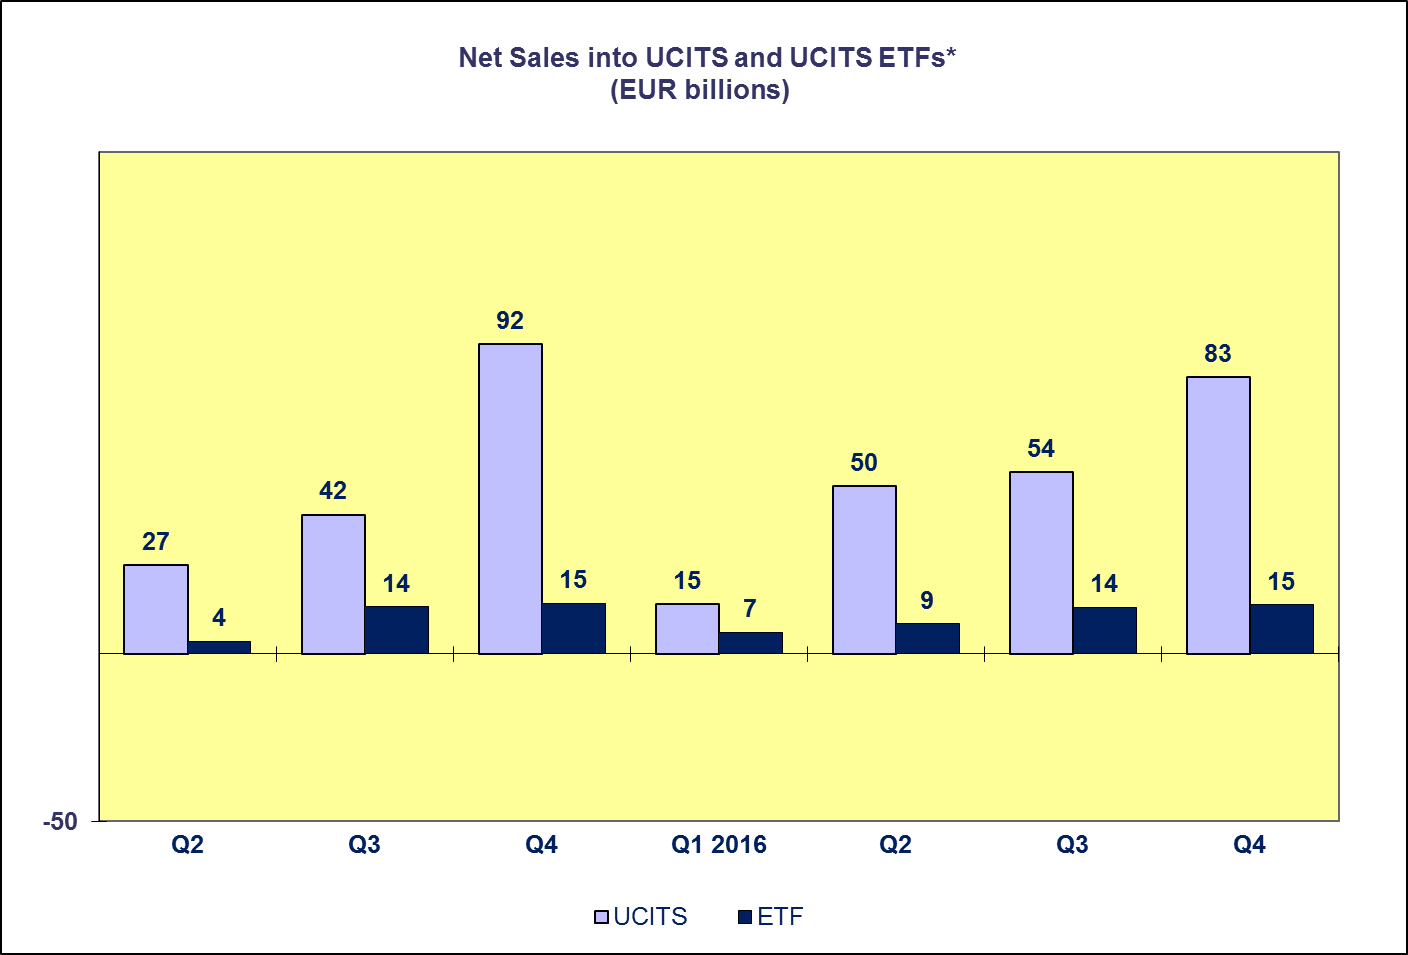 Net Sales into UCITS and UCITS ETFs*
(EUR billions)
92
83
54
50
42
27
15
15
15
14
14
9
7
4
-50
Q2
Q3
Q4
Q1 2016
Q2
Q3
Q4
UCITS
ETF